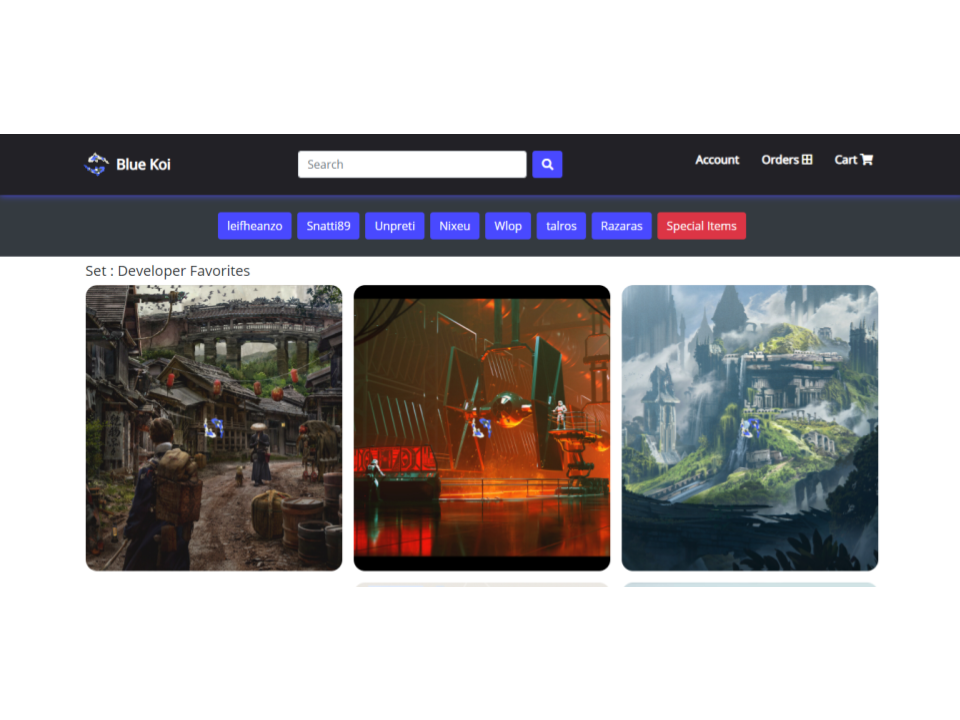 Blue Koi
Search
Account Orders Cart
leifheanzo Snatti89 Unpreti Nixeu Wlop talros Razaras Special Items
Set : Developer Favorites